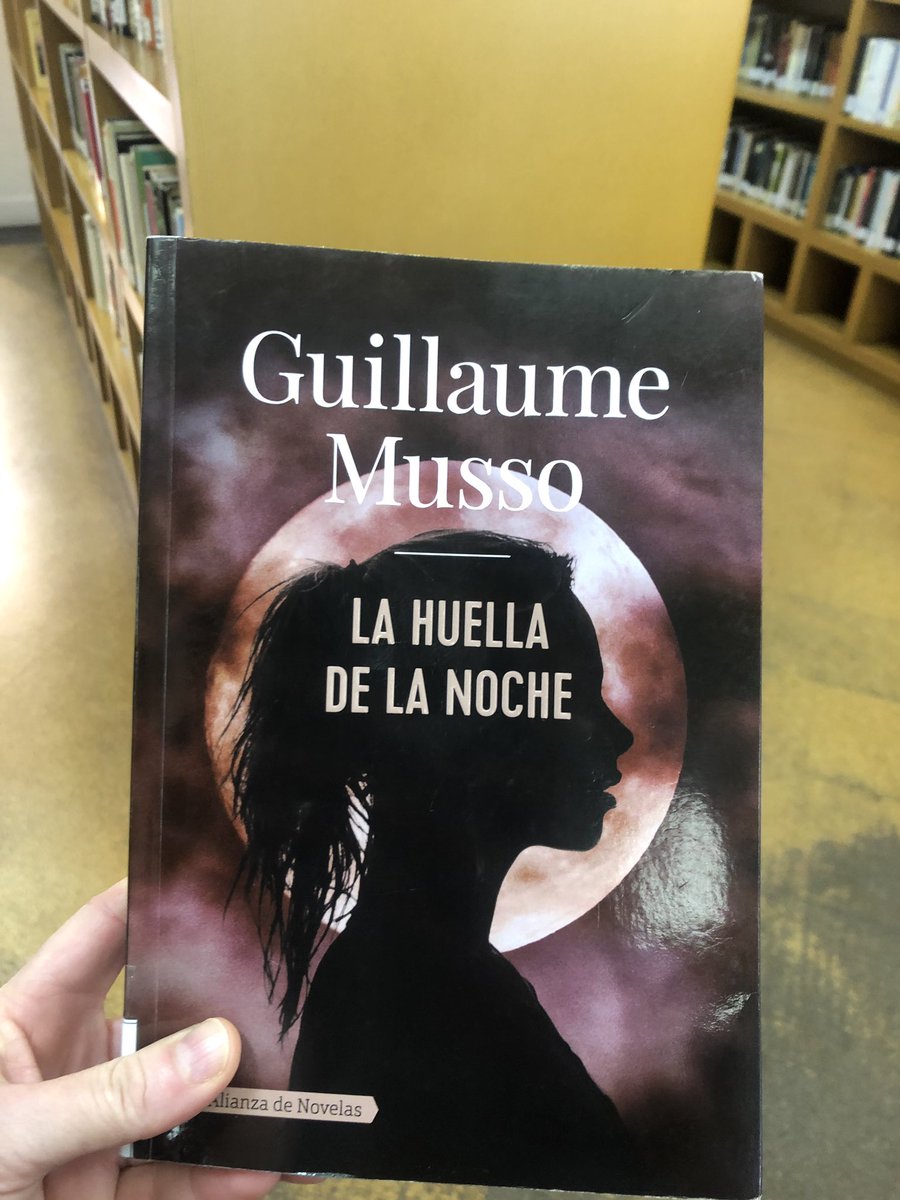 Guillaume
Musso
LA HUELLA
DE LA NOCHE
Alianza de Novelas